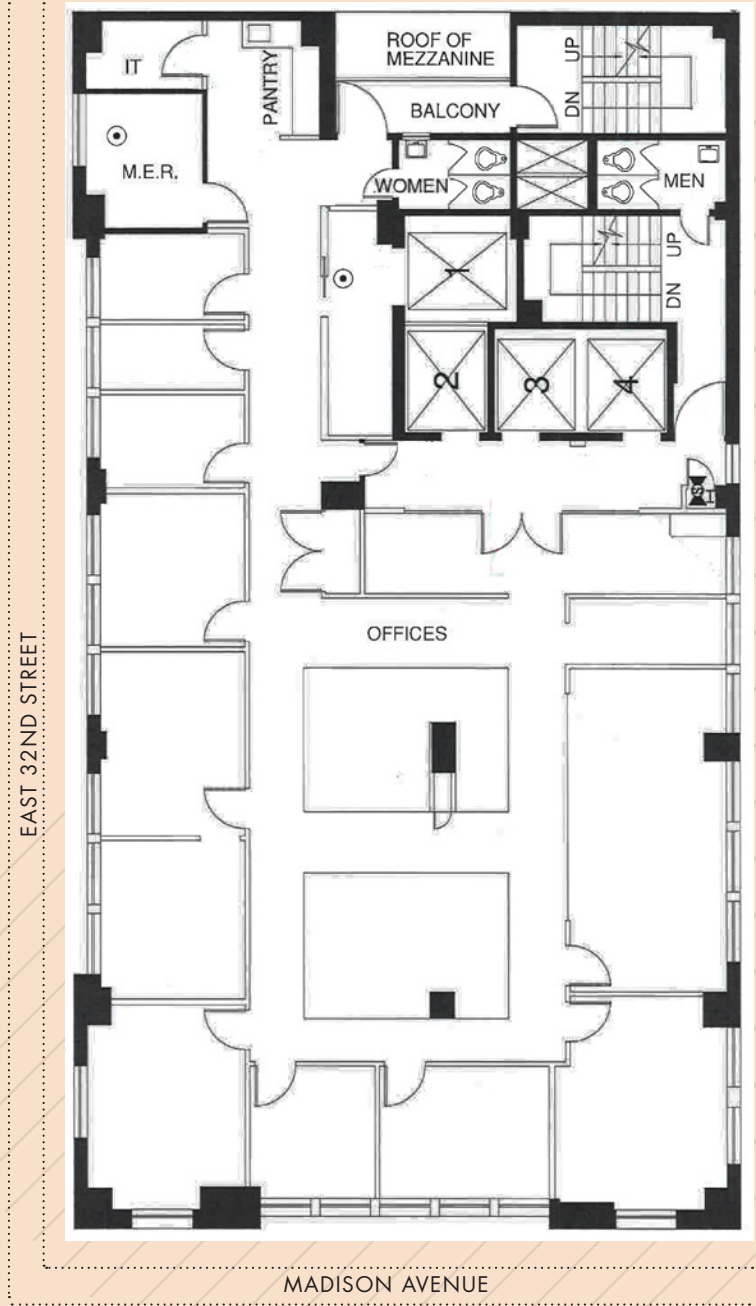 IT
PANTRY
ROOF OF
MEZZANINE
BALCONY
UP
DN
M.E.R.
WOMEN
MEN
UP
DN
1
2
3
4
OFFICES
EAST 32ND STREET
MADISON AVENUE